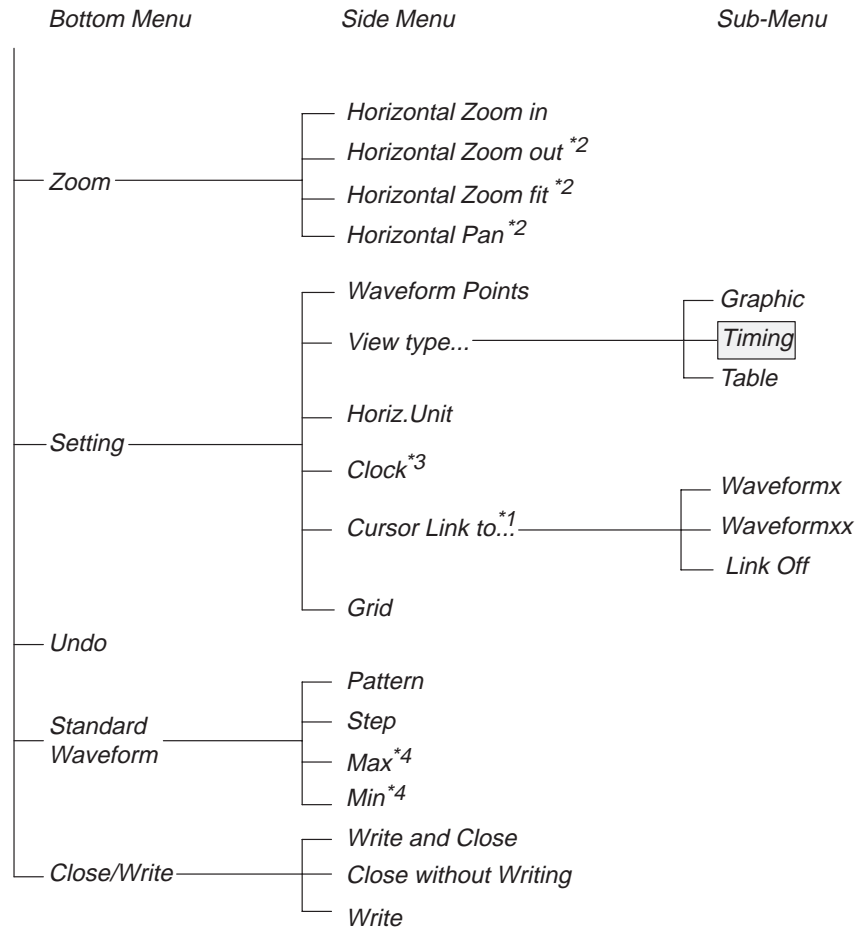 Bottom Menu Side Menu Sub-Menu
Horizontal Zoom in
Horizontal Zoom out *2
Zoom
Horizontal Zoom fit *2
Horizontal Pan *2
Waveform Points
Graphic
View type...
Timing
Table
Horiz.Unit
Setting
Clock*3
Waveformx
Cursor Link to...*1
Waveformxx
Link Off
Grid
Undo
Pattern
Standard
Waveform
Step
Max*4
Min*4
Write and Close
Close/Write
Close without Writing
Write